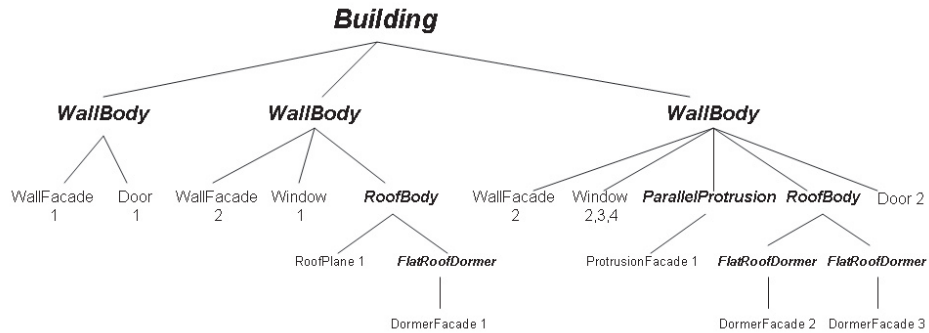 Building
WallBody WallBody WallBody
WallFacade Door WallFacade Window RoofBody WallFacade Window ParallelProtrusion RoofBody Door 2
1 1 2 1 2 2,3,4
RoofPlane 1 FlatRoofDormer ProtrusionFacade 1 FlatRoofDormer FlatRoofDormer
DormerFacade 1 DormerFacade 2 DormerFacade 3